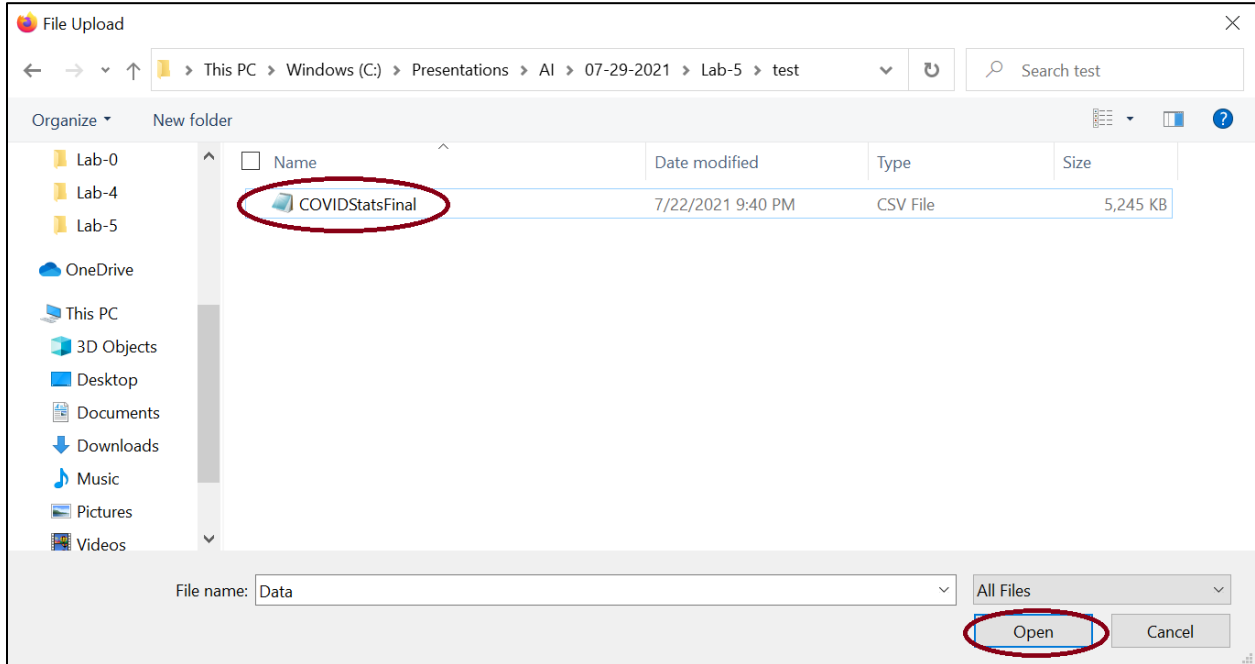 File Upload
This PC > Windows (C:) > Presentations > AI > 07-29-2021 > Lab-5 > test
Search test
Organize
New folder
Lab-0
Lab-4
Lab-5
OneDrive
This PC
3D Objects
Desktop
Documents
Downloads
Music
Pictures
Videos
Name Date modified Type Size
COVIDStatsFinal 7/22/2021 9:40 PM CSV File 5,245 KB
File name: Data
All Files
Open Cancel